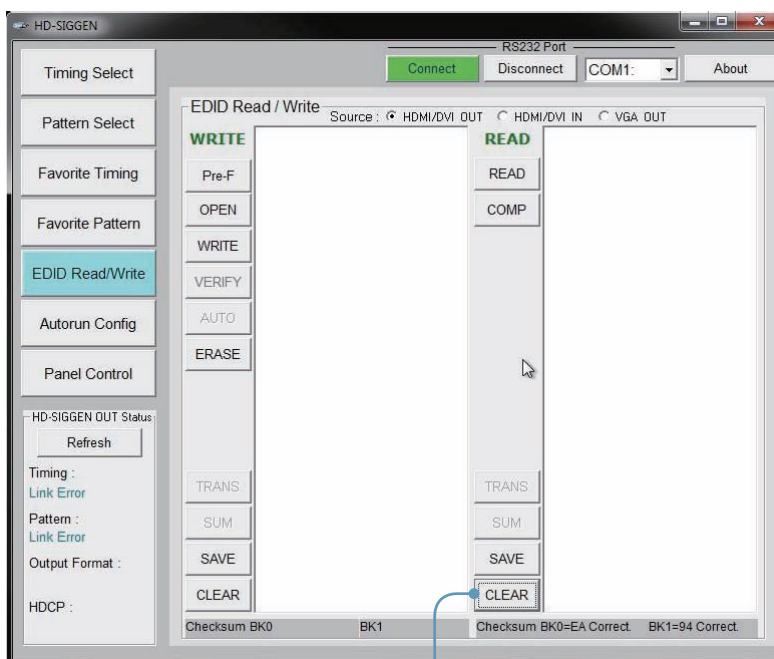 HD-SIGGEN
RS232 Port
Connect Disconnect COM1: About
Timing Select
Pattern Select
Favorite Timing
Favorite Pattern
EDID Read/Write
Autorun Config
Panel Control
HD-SIGGEN OUT Status
Refresh
Timing :
Link Error
Pattern :
Link Error
Output Format :
HDCP :
EDID Read / Write
Source : HDMI/DVI OUT HDMI/DVI IN VGA OUT
WRITE
Pre-F
OPEN
WRITE
VERIFY
AUTO
ERASE
TRANS
SUM
SAVE
CLEAR
Checksum BK0 BK1
READ
READ
COMP
TRANS
SUM
SAVE
CLEAR
Checksum BK0=EA Correct. BK1=94 Correct.